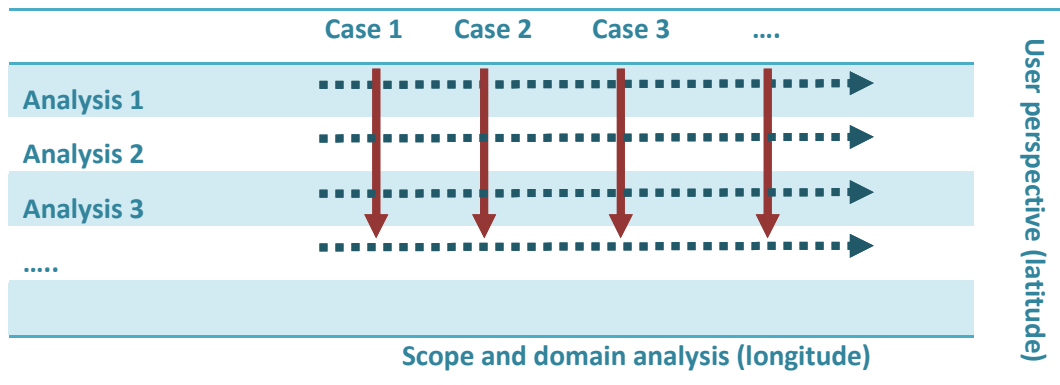 Case 1 Case 2 Case 3 ....
Analysis 1
Analysis 2
Analysis 3
.....
Scope and domain analysis (longitude)
User perspective (latitude)